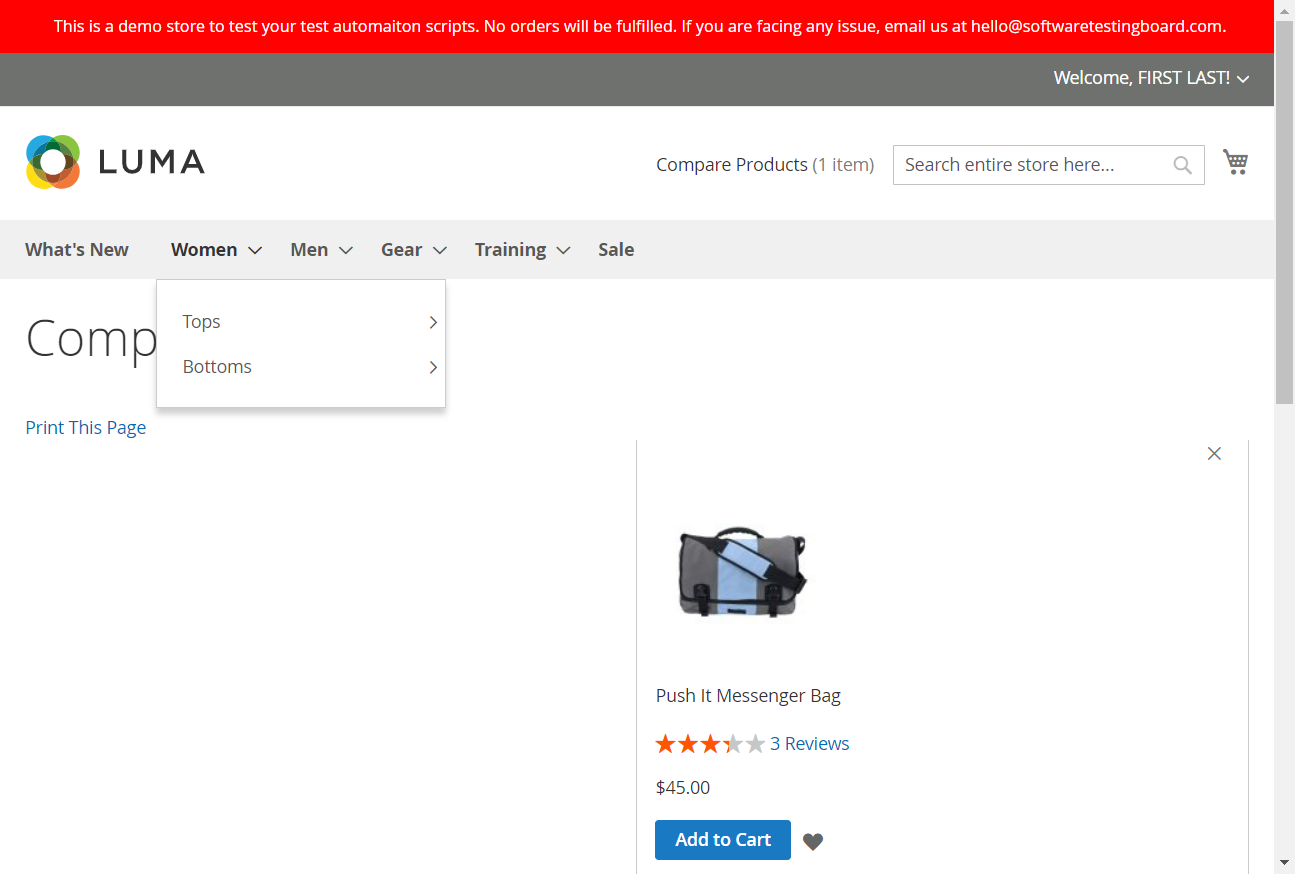 This is a demo store to test your test automaiton scripts. No orders will be fulfilled. If you are facing any issue, email us at hello@softwaretestingboard.com.
Welcome, FIRST LAST!
LUMA
Compare Products (1 item)
Search entire store here...
What's New
Women
Men
Gear
Training
Sale
Tops
Bottoms
Comp
Print This Page
Push It Messenger Bag
3 Reviews
$45.00
Add to Cart